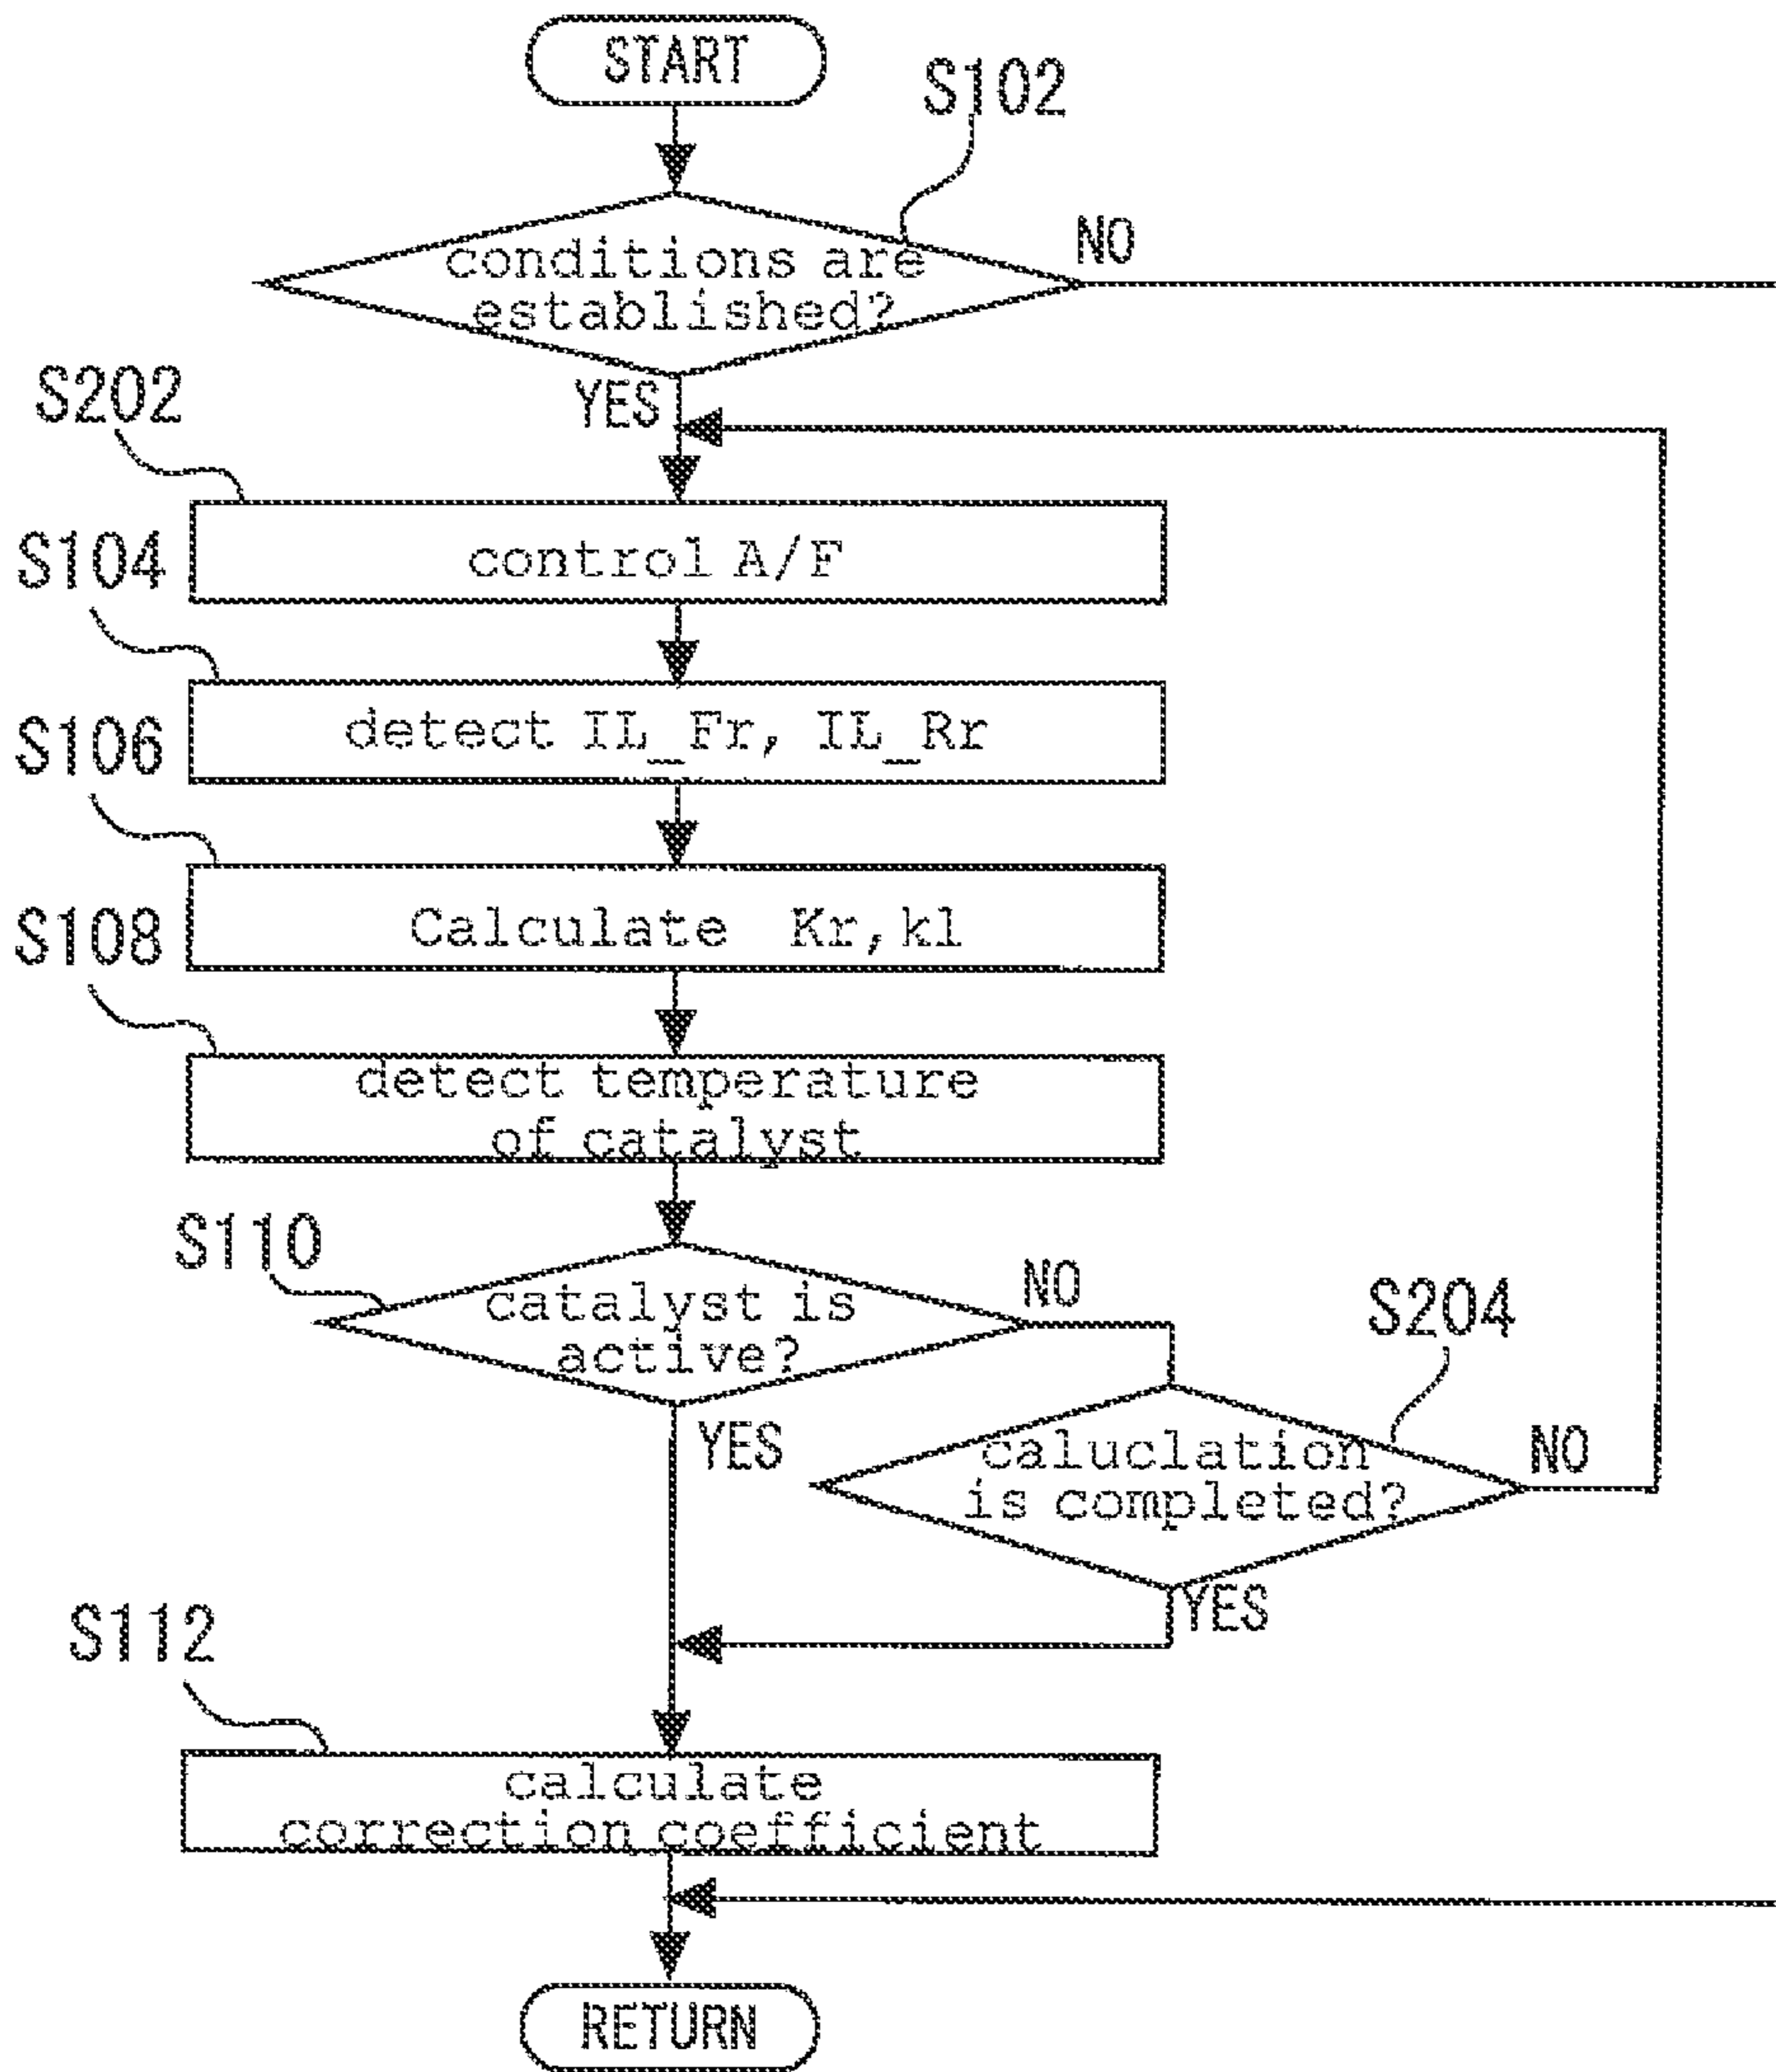 START
S102
conditions are
established?
NO
YES
S202
control A/F
S104
detect IL_Fr, IL_Rr
S106
Calculate Kr, kl
S108
detect temperature
of catalyst
S110
catalyst is
active?
NO
YES
S204
caluclation
is completed?
NO
YES
S112
calculate
correction coefficient
RETURN